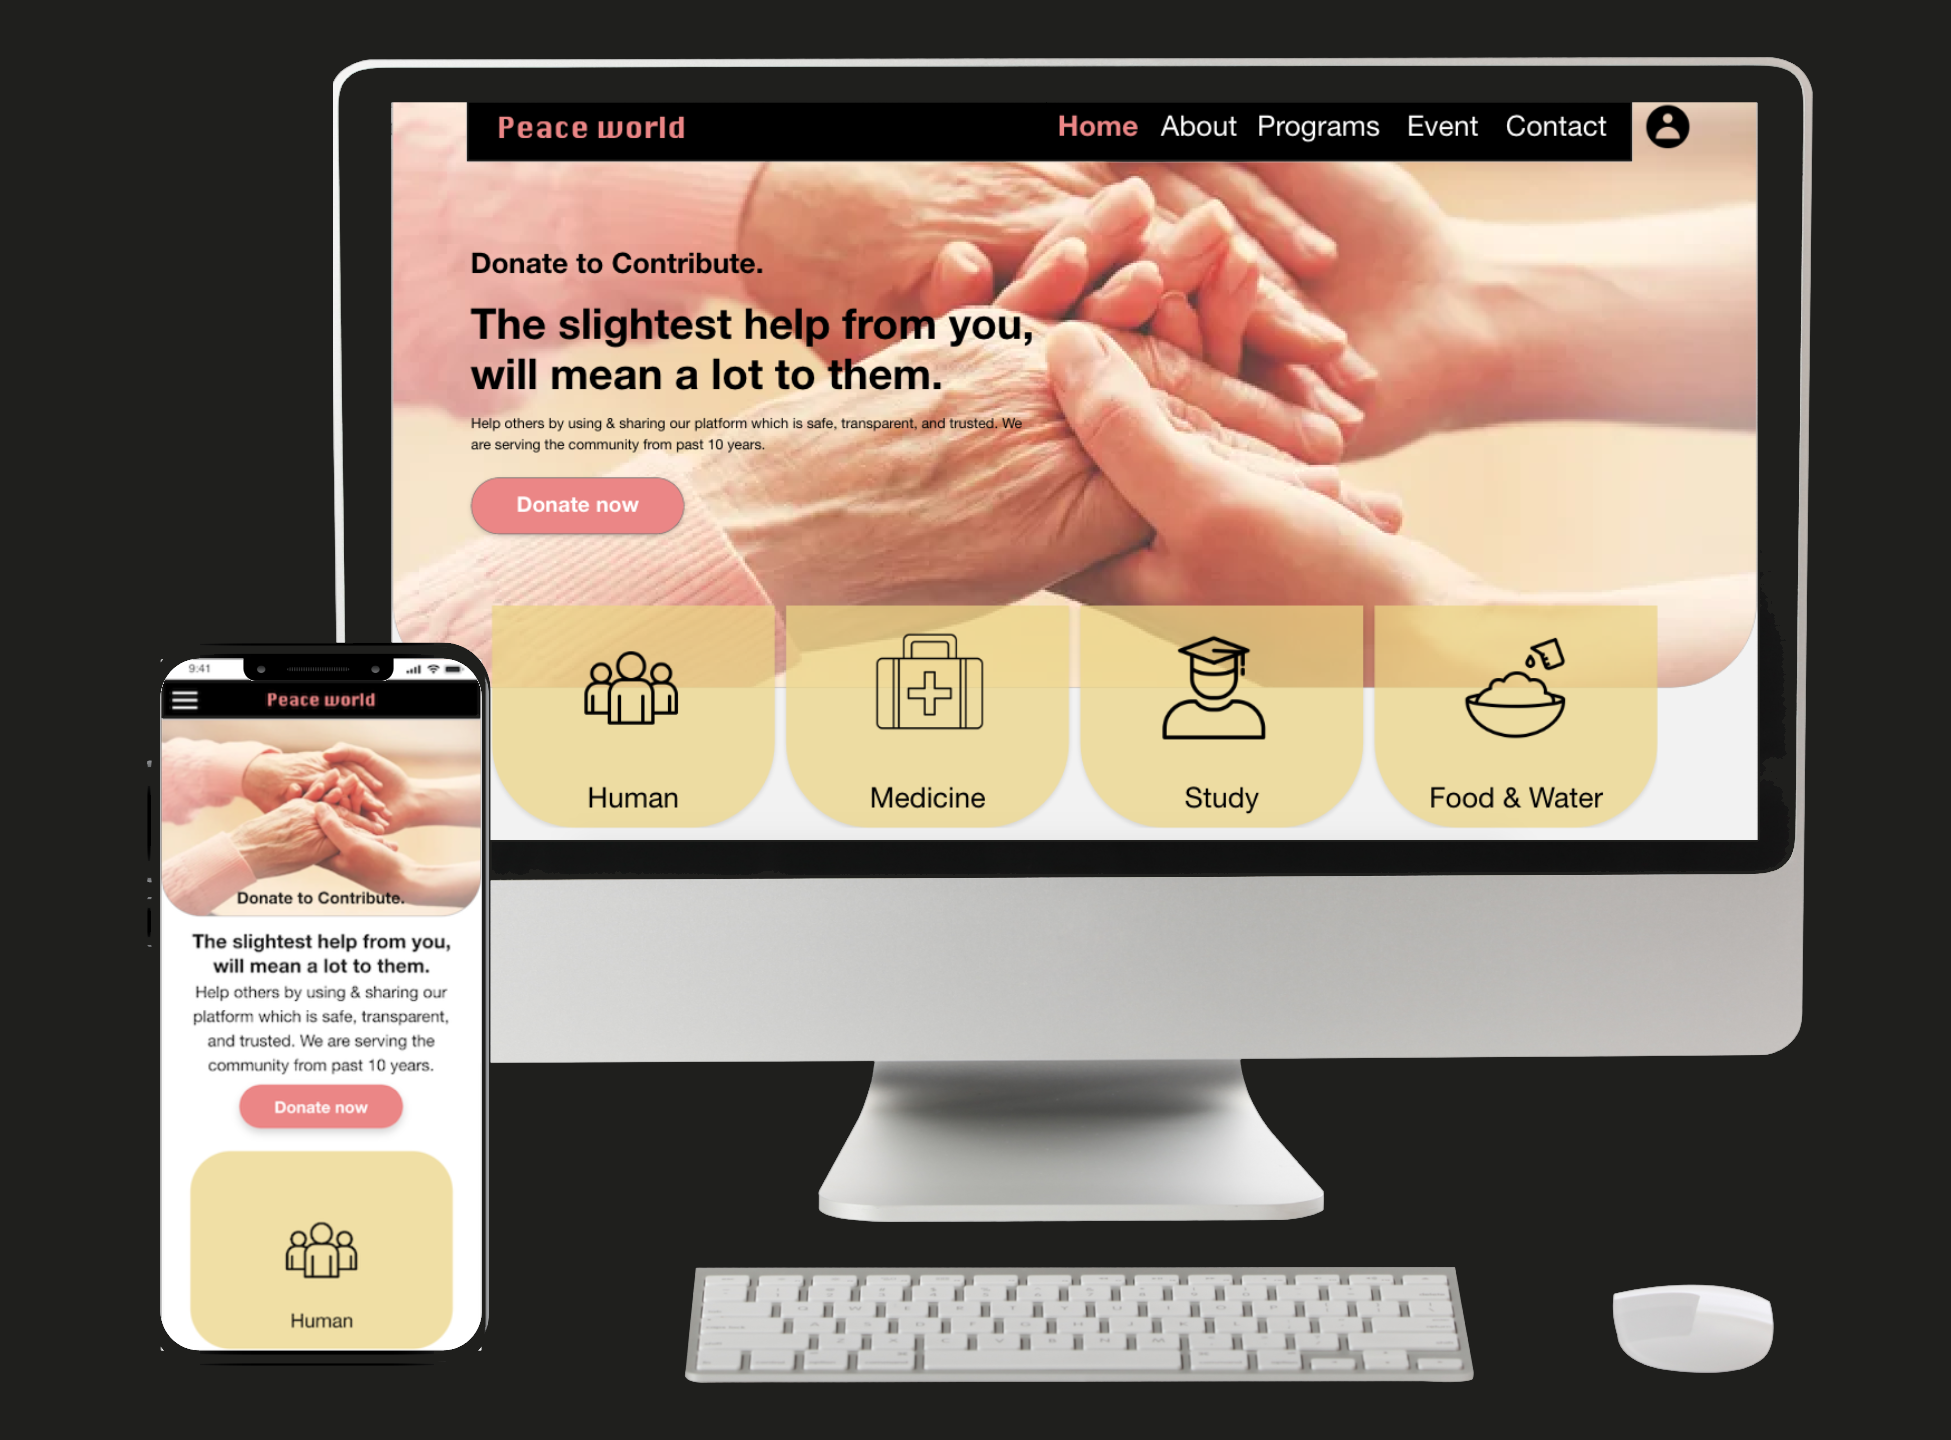 Peace world
Home About Programs Event Contact
Donate to Contribute.
The slightest help from you,
will mean a lot to them.
Help others by using & sharing our platform which is safe, transparent, and trusted. We
are serving the community from past 10 years.
Donate now
Human
Medicine
Study
Food & Water
9:41
Peace world
Donate to Contribute.
The slightest help from you,
will mean a lot to them.
Help others by using & sharing our
platform which is safe, transparent,
and trusted. We are serving the
community from past 10 years.
Donate now
Human